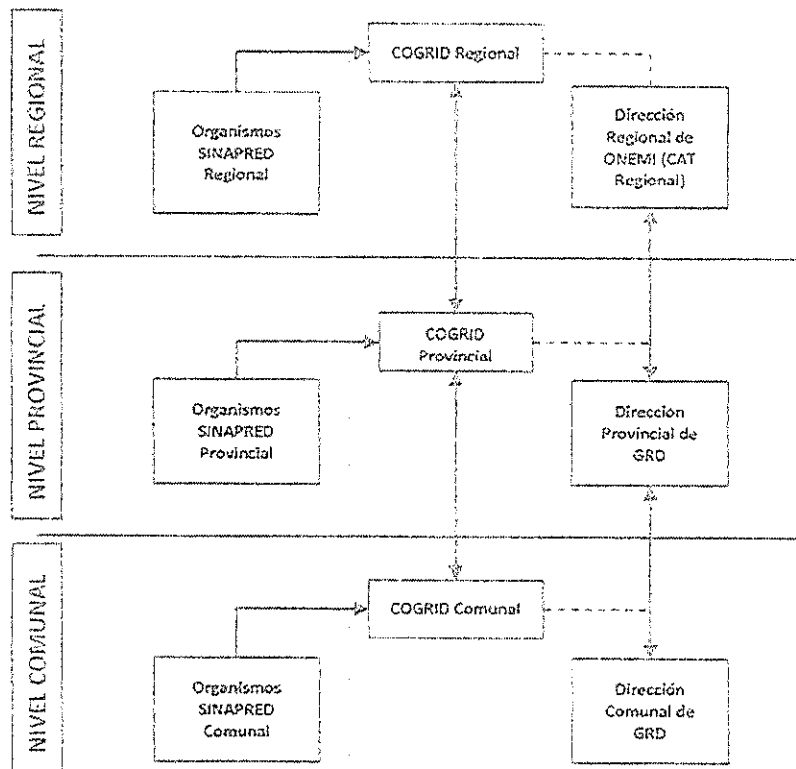 NIVEL REGIONAL
COGRID Regional
Organismos
SINAPRED
Regional
Dirección
Regional de
ONEMI (CAT
Regional)
NIVEL PROVINCIAL
COGRID
Provincial
Organismos
SINAPRED
Provincial
Dirección
Provincial de
GRD
NIVEL COMUNAL
COGRID Comunal
Organismos
SINAPRED
Comunal
Dirección
Comunal de
GRD